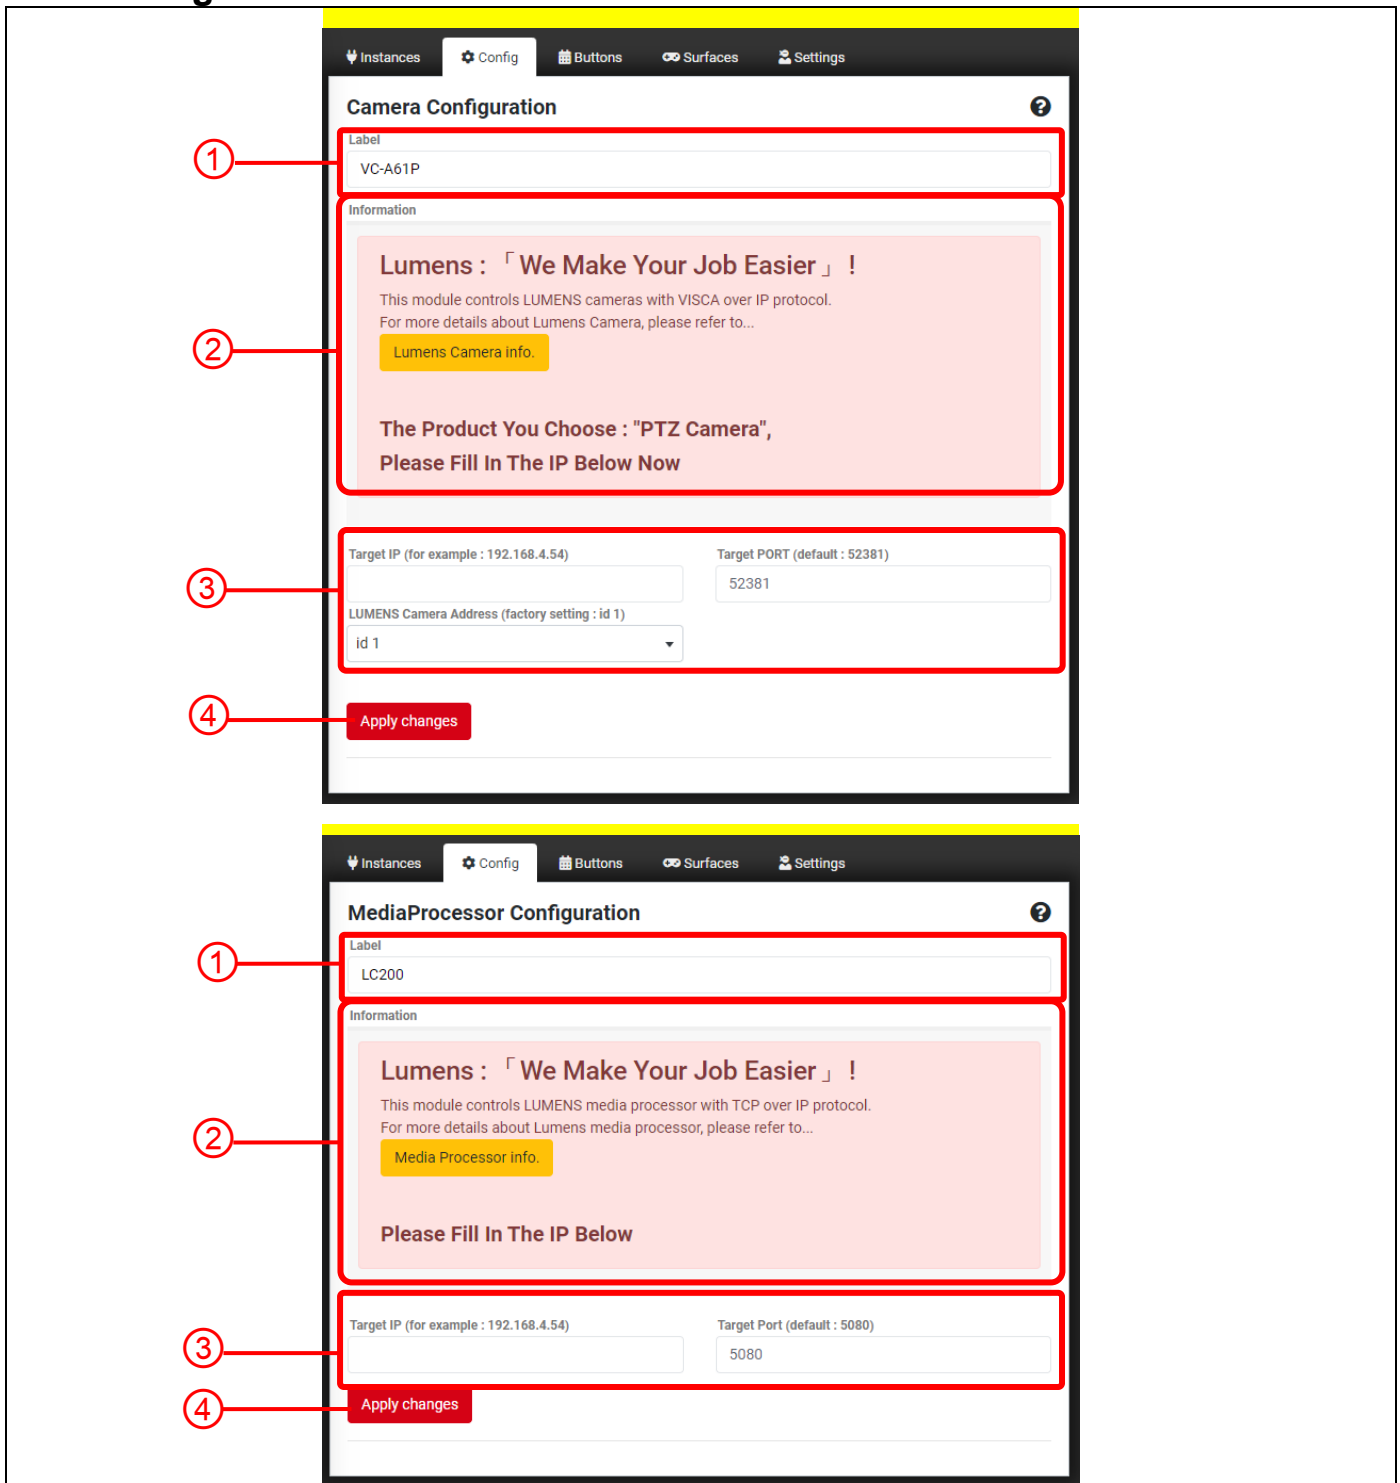 Instances Config Buttons Surfaces Settings
Camera Configuration
Label
1
VC-A61P
Information
Lumens : 「We Make Your Job Easier」 !
This module controls LUMENS cameras with VISCA over IP protocol.
For more details about Lumens Camera, please refer to...
2
Lumens Camera info.
The Product You Choose : "PTZ Camera",
Please Fill In The IP Below Now
Target IP (for example : 192.168.4.54) Target PORT (default : 52381)
3
52381
LUMENS Camera Address (factory setting : id 1)
id 1
4
Apply changes
Instances Config Buttons Surfaces Settings
MediaProcessor Configuration
Label
1
LC200
Information
Lumens : 「We Make Your Job Easier」 !
This module controls LUMENS media processor with TCP over IP protocol.
For more details about Lumens media processor, please refer to...
2
Media Processor info.
Please Fill In The IP Below
Target IP (for example : 192.168.4.54) Target Port (default : 5080)
3
5080
4
Apply changes